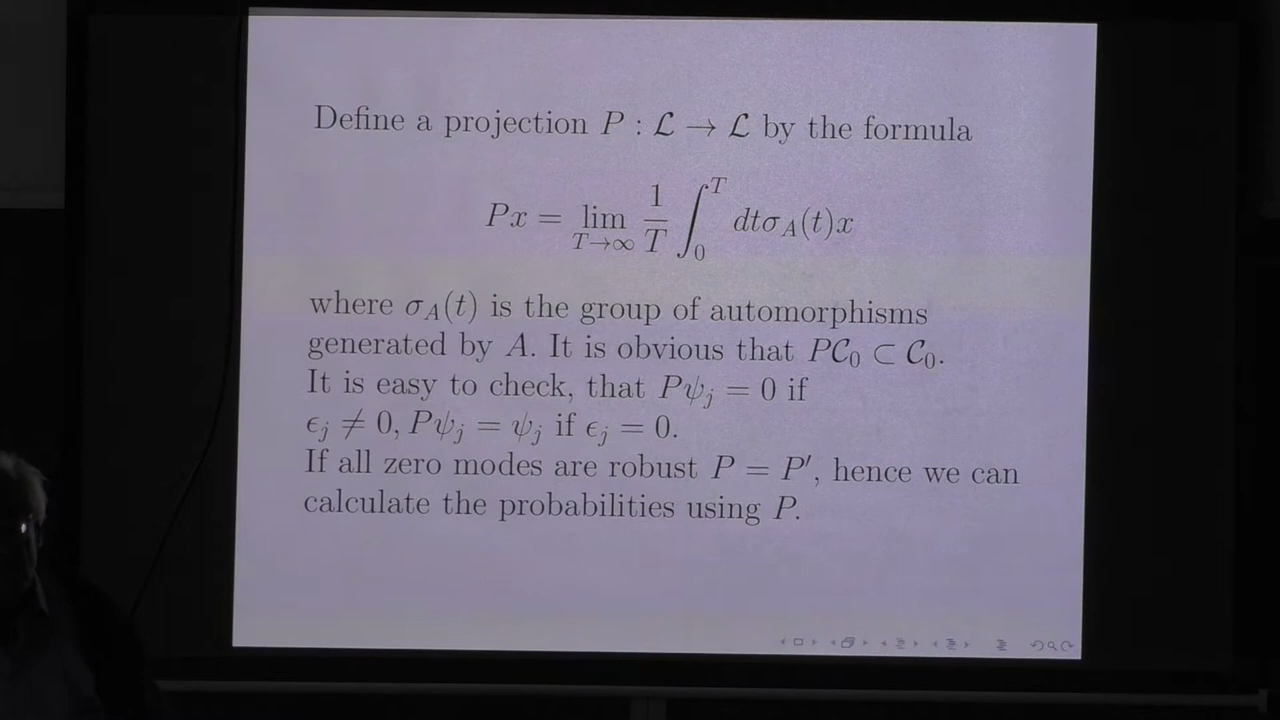 Define a projection P : ℒ → ℒ by the formula
Px = lim_{T→∞} 1/T ∫_0^T dtσ_A(t)x
where σ_A(t) is the group of automorphisms
generated by A. It is obvious that P𝒞_0 ⊂ 𝒞_0.
It is easy to check, that Pψ_j = 0 if
ϵ_j ≠ 0, Pψ_j = ψ_j if ϵ_j = 0.
If all zero modes are robust P = P′, hence we can
calculate the probabilities using P.